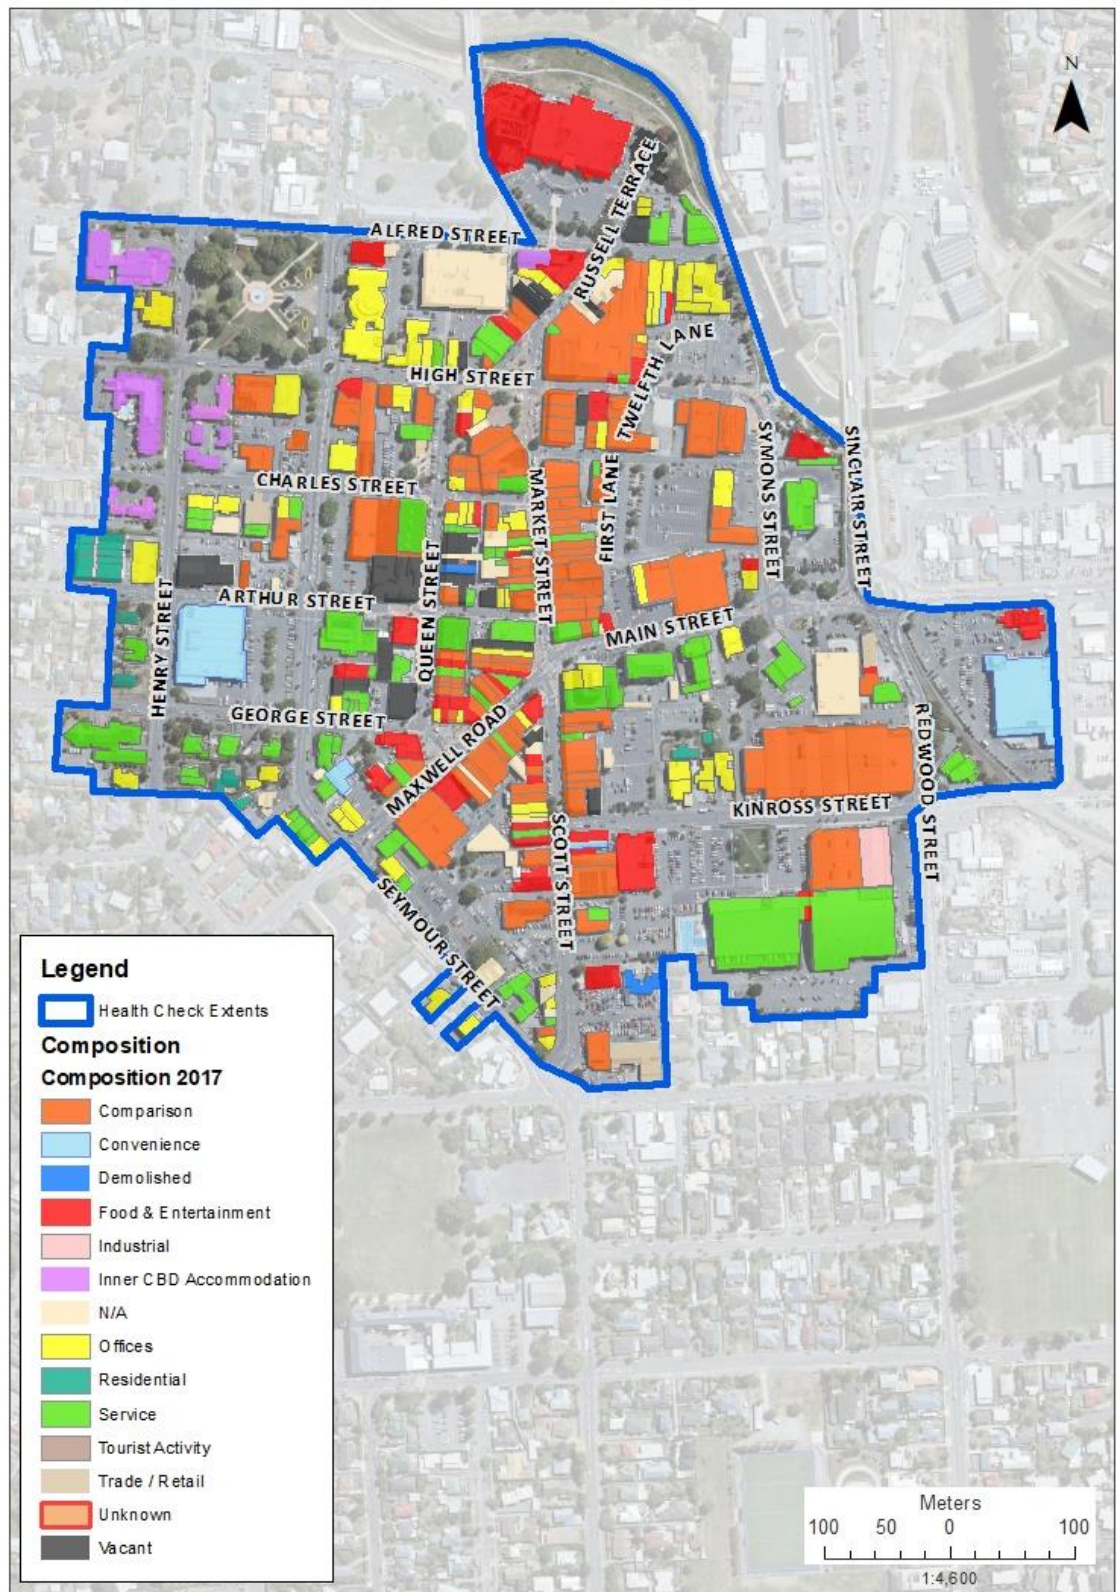 N
RUSSELL TERRACE
ALFRED STREET
TWELFTH LANE
HIGH STREET
SYMONS STREET
SINCLAIR STREET
CHARLES STREET
MARKET STREET
FIRST LANE
QUEEN STREET
ARTHUR STREET
HENRY STREET
MAIN STREET
GEORGE STREET
MAXWELL ROAD
REDWOOD STREET
KINROSS STREET
SCOTT STREET
SEYMOUR STREET
Legend
Health Check Extents
Composition
Composition 2017
Comparison
Convenience
Demolished
Food & Entertainment
Industrial
Inner CBD Accommodation
N/A
Offices
Residential
Service
Tourist Activity
Trade / Retail
Unknown
Vacant
Meters
100 50 0 100
1:4,600